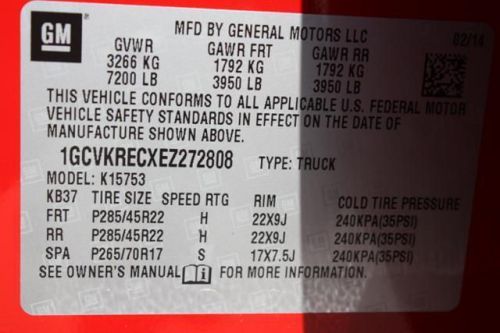 GM
MFD BY GENERAL MOTORS LLC
02/14
GVWR GAWR FRT GAWR RR
3266 KG 1792 KG 1792 KG
7200 LB 3950 LB 3950 LB
THIS VEHICLE CONFORMS TO ALL APPLICABLE U.S. FEDERAL MOTOR
VEHICLE SAFETY STANDARDS IN EFFECT ON THE DATE OF
MANUFACTURE SHOWN ABOVE.
1GCVKRECXEZ272808 TYPE: TRUCK
MODEL: K15753
KB37 TIRE SIZE SPEED RTG RIM COLD TIRE PRESSURE
FRT P285/45R22 H 22X9J 240KPA(35PSI)
RR P285/45R22 H 22X9J 240KPA(35PSI)
SPA P265/70R17 S 17X7.5J 240KPA(35PSI)
SEE OWNER'S MANUAL FOR MORE INFORMATION.